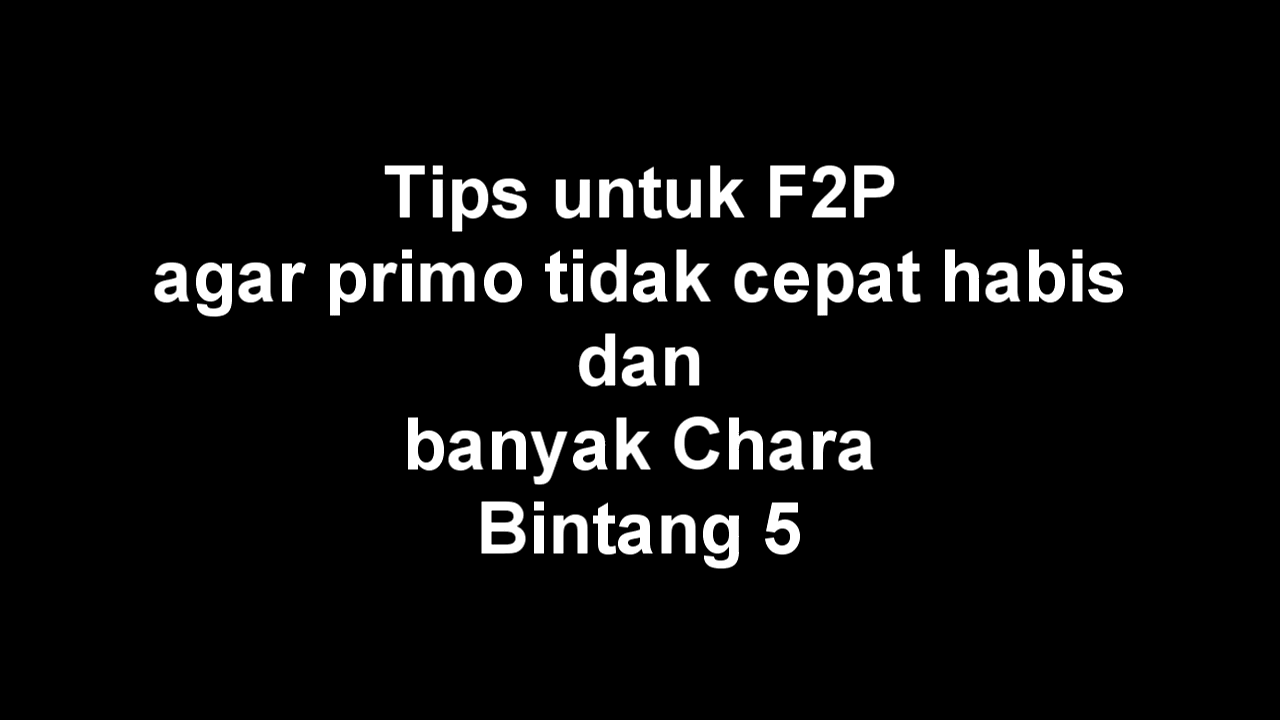 Tips untuk F2P
agar primo tidak cepat habis
dan
banyak Chara
Bintang 5